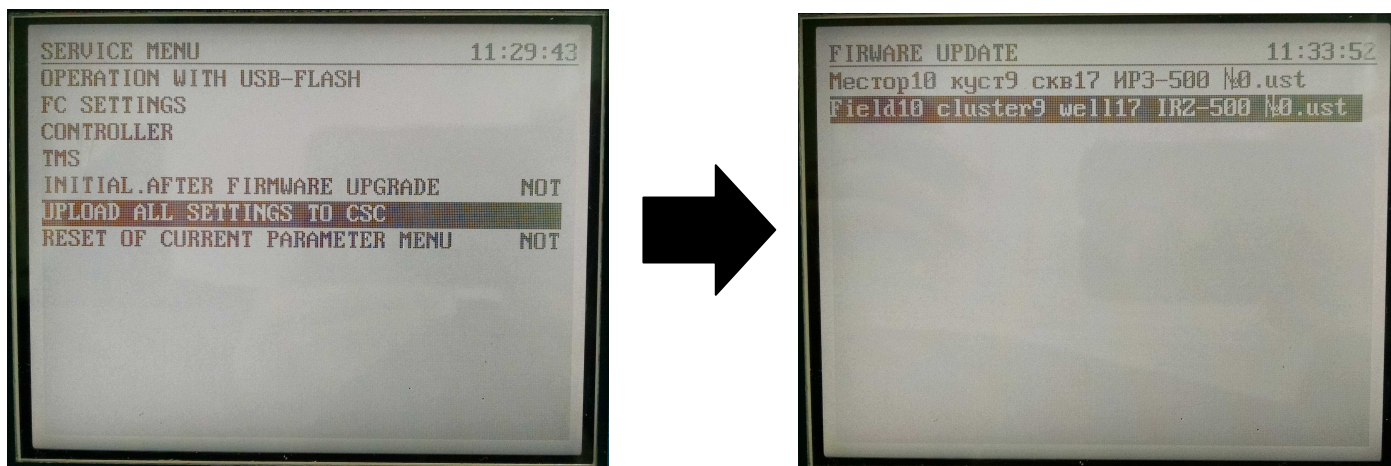 SERVICE MENU 11:29:43
OPERATION WITH USB-FLASH
FC SETTINGS
CONTROLLER
TMS
INITIAL.AFTER FIRMWARE UPGRADE NOT
UPLOAD ALL SETTINGS TO CSC
RESET OF CURRENT PARAMETER MENU NOT
FIRWARE UPDATE 11:33:52
Местор10 куст9 скв17 ИРЗ-500 №0.ust
Field10 cluster9 well17 IRZ-500 №0.ust